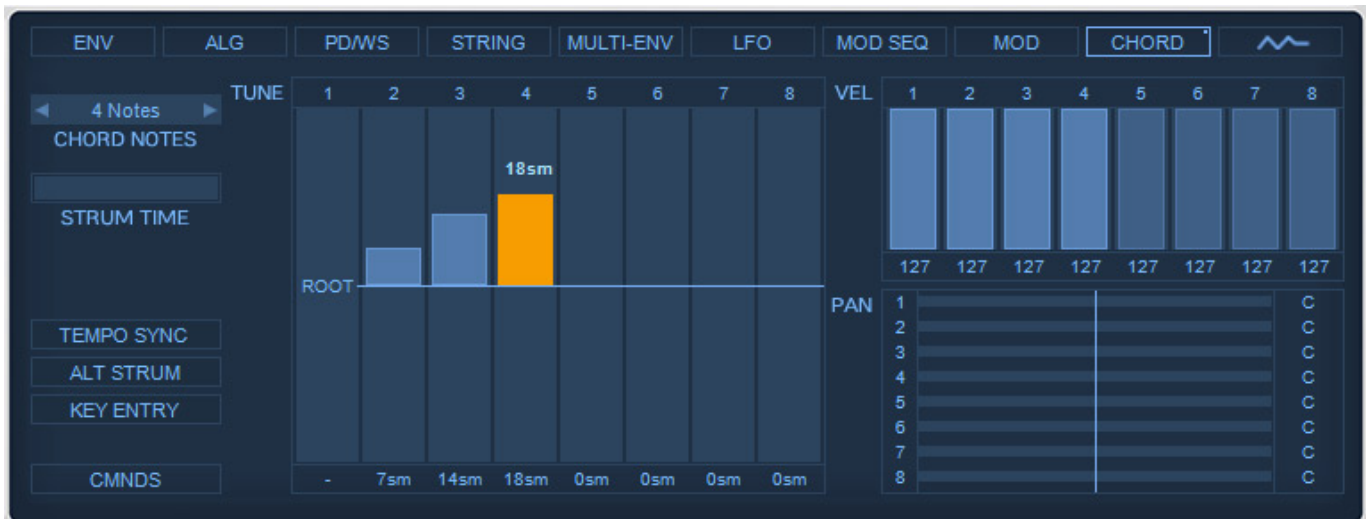 ENV ALG PD/WS STRING MULTI-ENV LFO MOD SEQ MOD CHORD
4 Notes
CHORD NOTES
STRUM TIME
TEMPO SYNC
ALT STRUM
KEY ENTRY
CMNDS
TUNE 1 2 3 4 5 6 7 8
18sm
ROOT
- 7sm 14sm 18sm 0sm 0sm 0sm 0sm
VEL 1 2 3 4 5 6 7 8
127 127 127 127 127 127 127 127
PAN 1 C
2 C
3 C
4 C
5 C
6 C
7 C
8 C